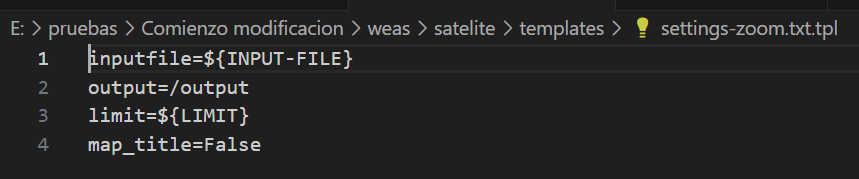 E: > pruebas > Comienzo modificacion > weas > satelite > templates > settings-zoom.txt.tpl
1 inputfile=${INPUT-FILE}
2 output=/output
3 limit=${LIMIT}
4 map_title=False